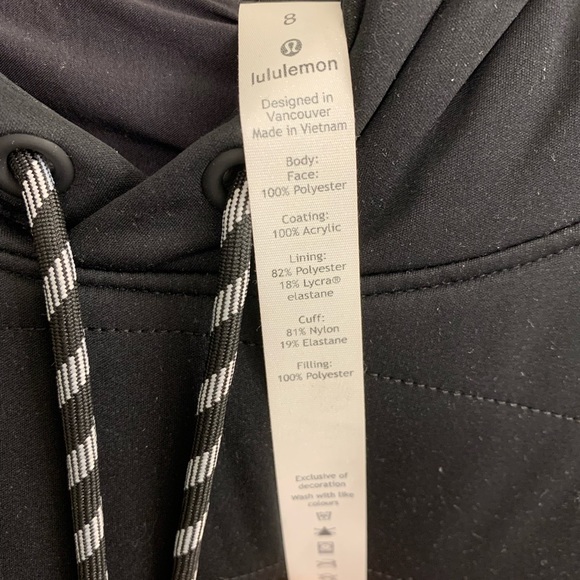 8
lululemon
Designed in
Vancouver
Made in Vietnam
Body:
Face:
100% Polyester
Coating:
100% Acrylic
Lining:
82% Polyester
18% Lycra®
elastane
Cuff:
81% Nylon
19% Elastane
Filling:
100% Polyester
Exclusive of
decoration
Wash with like
colours